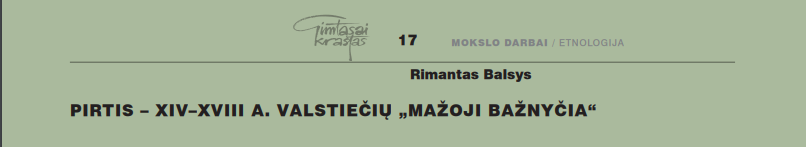 Gimtasai
kraštas
17 MOKSLO DARBAI / ETNOLOGIJA
Rimantas Balsys
PIRTIS – XIV–XVIII A. VALSTIEČIŲ „MAŽOJI BAŽNYČIA“